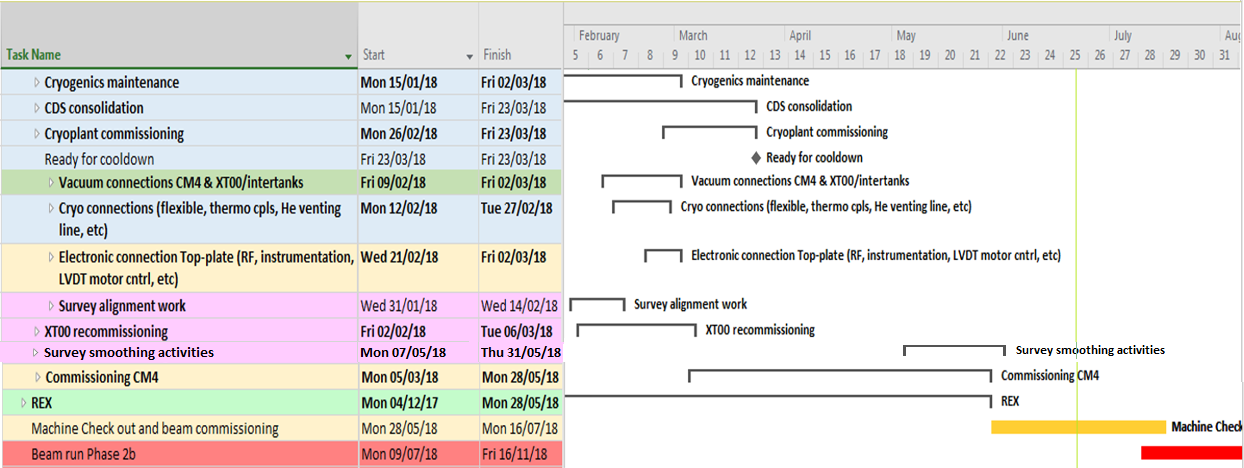 February March April May June July Aug
Task Name Start Finish 5 6 7 8 9 10 11 12 13 14 15 16 17 18 19 20 21 22 23 24 25 26 27 28 29 30 31
Cryogenics maintenance Mon 15/01/18 Fri 02/03/18 Cryogenics maintenance
CDS consolidation Mon 15/01/18 Fri 23/03/18 CDS consolidation
Cryoplant commissioning Mon 26/02/18 Fri 23/03/18 Cryoplant commissioning
Ready for cooldown Fri 23/03/18 Fri 23/03/18 Ready for cooldown
Vacuum connections CM4 & XT00/intertanks Fri 09/02/18 Fri 02/03/18 Vacuum connections CM4 & XT00/intertanks
Cryo connections (flexible, thermo cpls, He venting Mon 12/02/18 Tue 27/02/18 Cryo connections (flexible, thermo cpls, He venting line, etc)
line, etc)
Electronic connection Top-plate (RF, instrumentation, Wed 21/02/18 Fri 02/03/18 Electronic connection Top-plate (RF, instrumentation, LVDT motor cntrl, etc)
LVDT motor cntrl, etc)
Survey alignment work Wed 31/01/18 Wed 14/02/18 Survey alignment work
XT00 recommissioning Fri 02/02/18 Tue 06/03/18 XT00 recommissioning
Survey smoothing activities Mon 07/05/18 Thu 31/05/18 Survey smoothing activities
Commissioning CM4 Mon 05/03/18 Mon 28/05/18 Commissioning CM4
REX Mon 04/12/17 Mon 28/05/18 REX
Machine Check out and beam commissioning Mon 28/05/18 Mon 16/07/18 Machine Check
Beam run Phase 2b Mon 09/07/18 Fri 16/11/18